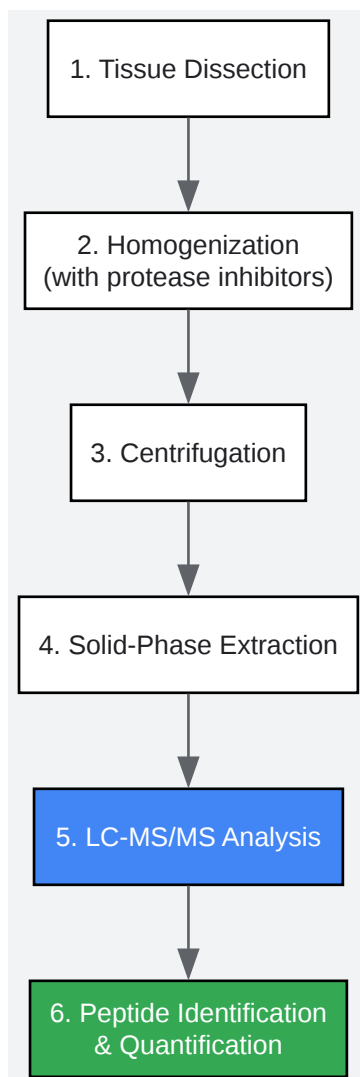 1. Tissue Dissection
2. Homogenization
(with protease inhibitors)
3. Centrifugation
4. Solid-Phase Extraction
5. LC-MS/MS Analysis
6. Peptide Identification
& Quantification